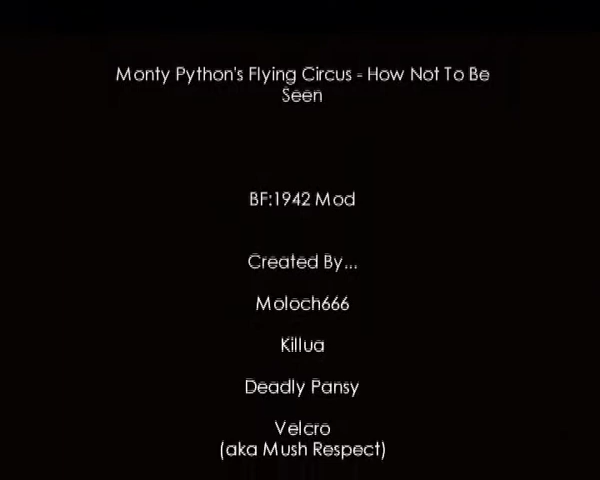 Monty Python's Flying Circus - How Not To Be
Seen
BF:1942 Mod
Created By...
Moloch666
Killua
Deadly Pansy
Velcro
(aka Mush Respect)